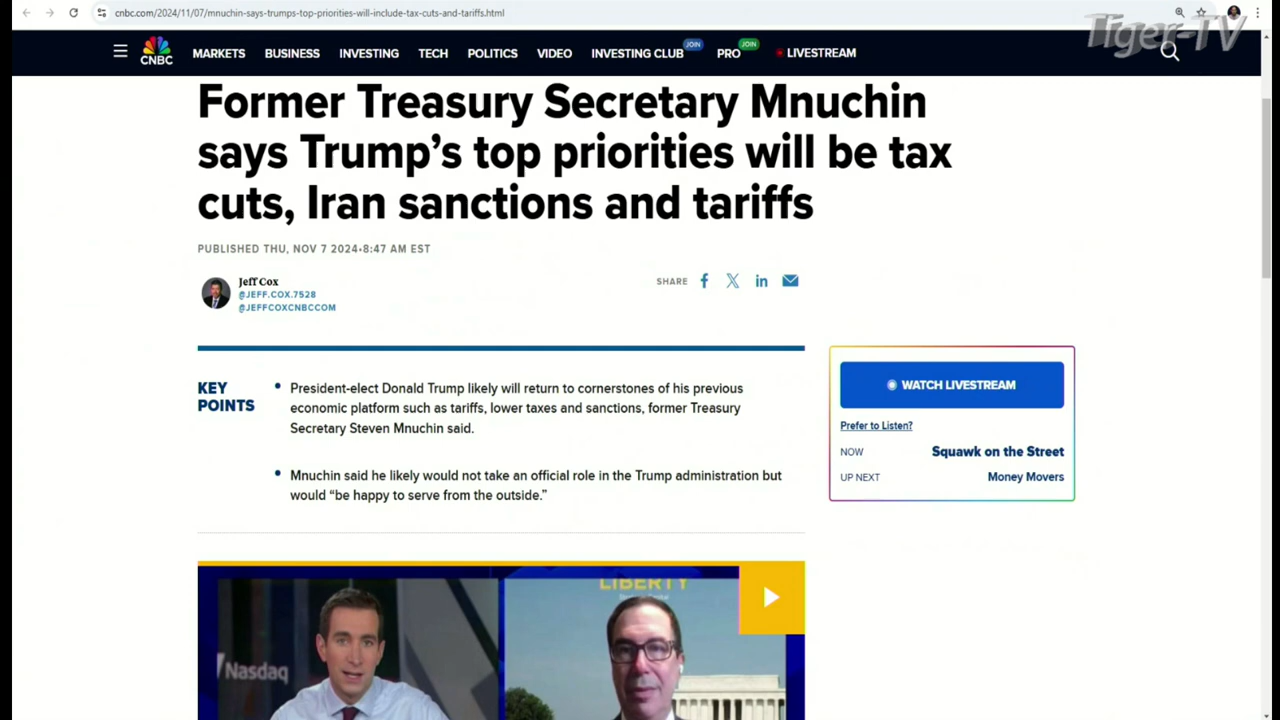 cnbc.com/2024/11/07/mnuchin-says-trumps-top-priorities-will-include-tax-cuts-and-tariffs.html
Tiger-TV
CNBC
MARKETS BUSINESS INVESTING TECH POLITICS VIDEO INVESTING CLUB JOIN PRO JOIN LIVESTREAM
Former Treasury Secretary Mnuchin
says Trump’s top priorities will be tax
cuts, Iran sanctions and tariffs
PUBLISHED THU, NOV 7 2024•8:47 AM EST
Jeff Cox
@JEFF.COX.7528
@JEFFCOXCNBCCOM
SHARE
KEY
POINTS
• President-elect Donald Trump likely will return to cornerstones of his previous
economic platform such as tariffs, lower taxes and sanctions, former Treasury
Secretary Steven Mnuchin said.
• Mnuchin said he likely would not take an official role in the Trump administration but
would “be happy to serve from the outside.”
WATCH LIVESTREAM
Prefer to Listen?
NOW Squawk on the Street
UP NEXT Money Movers
LIBERTY
Nasdaq